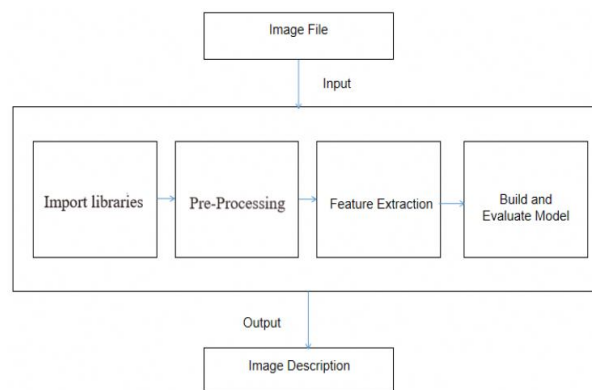 Image File
Input
Import libraries
Pre-Processing
Feature Extraction
Build and
Evaluate Model
Output
Image Description